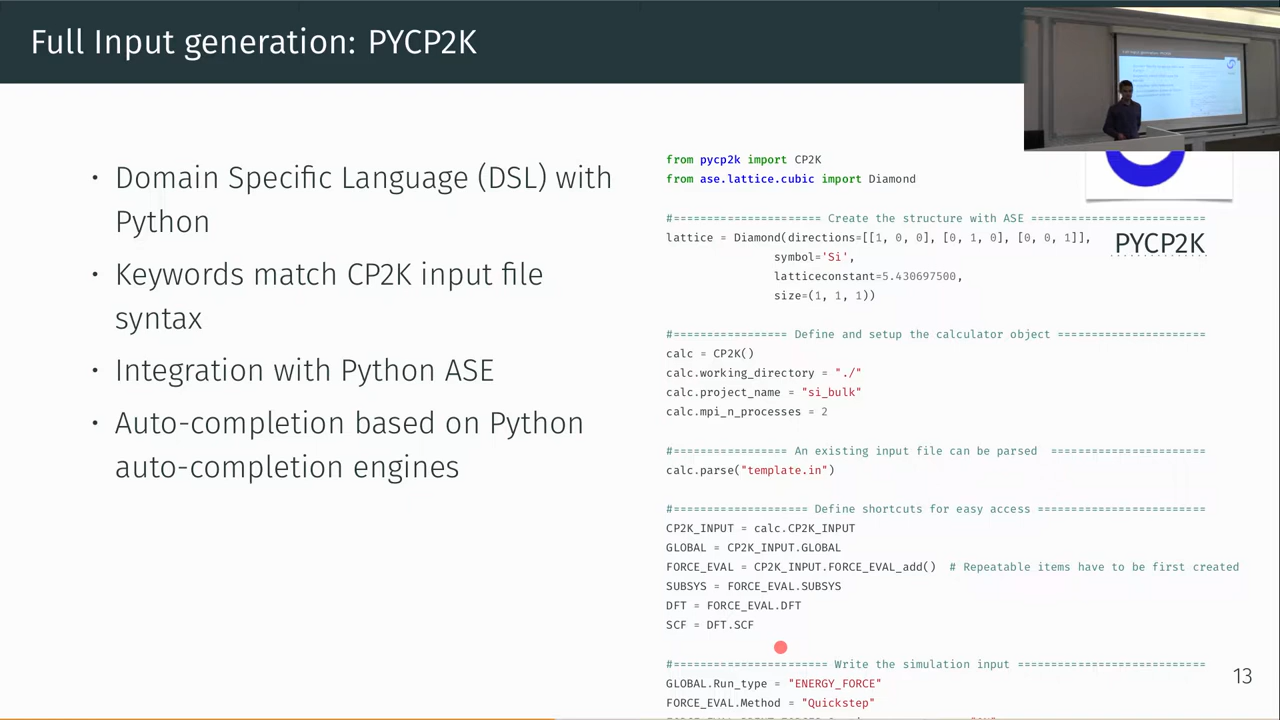 Full Input generation: PYCP2K
• Domain Specific Language (DSL) with
Python
• Keywords match CP2K input file
syntax
• Integration with Python ASE
• Auto-completion based on Python
auto-completion engines
from pycp2k import CP2K
from ase.lattice.cubic import Diamond
#====================== Create the structure with ASE ==========================
lattice = Diamond(directions=[[1, 0, 0], [0, 1, 0], [0, 0, 1]],
symbol='Si',
latticeconstant=5.430697500,
size=(1, 1, 1))
PYCP2K
#================= Define and setup the calculator object ======================
calc = CP2K()
calc.working_directory = "./"
calc.project_name = "si_bulk"
calc.mpi_n_processes = 2
#================= An existing input file can be parsed  =======================
calc.parse("template.in")
#==================== Define shortcuts for easy access =========================
CP2K_INPUT = calc.CP2K_INPUT
GLOBAL = CP2K_INPUT.GLOBAL
FORCE_EVAL = CP2K_INPUT.FORCE_EVAL_add()  # Repeatable items have to be first created
SUBSYS = FORCE_EVAL.SUBSYS
DFT = FORCE_EVAL.DFT
SCF = DFT.SCF
#======================= Write the simulation input ============================
GLOBAL.Run_type = "ENERGY_FORCE"
FORCE_EVAL.Method = "Quickstep"
13